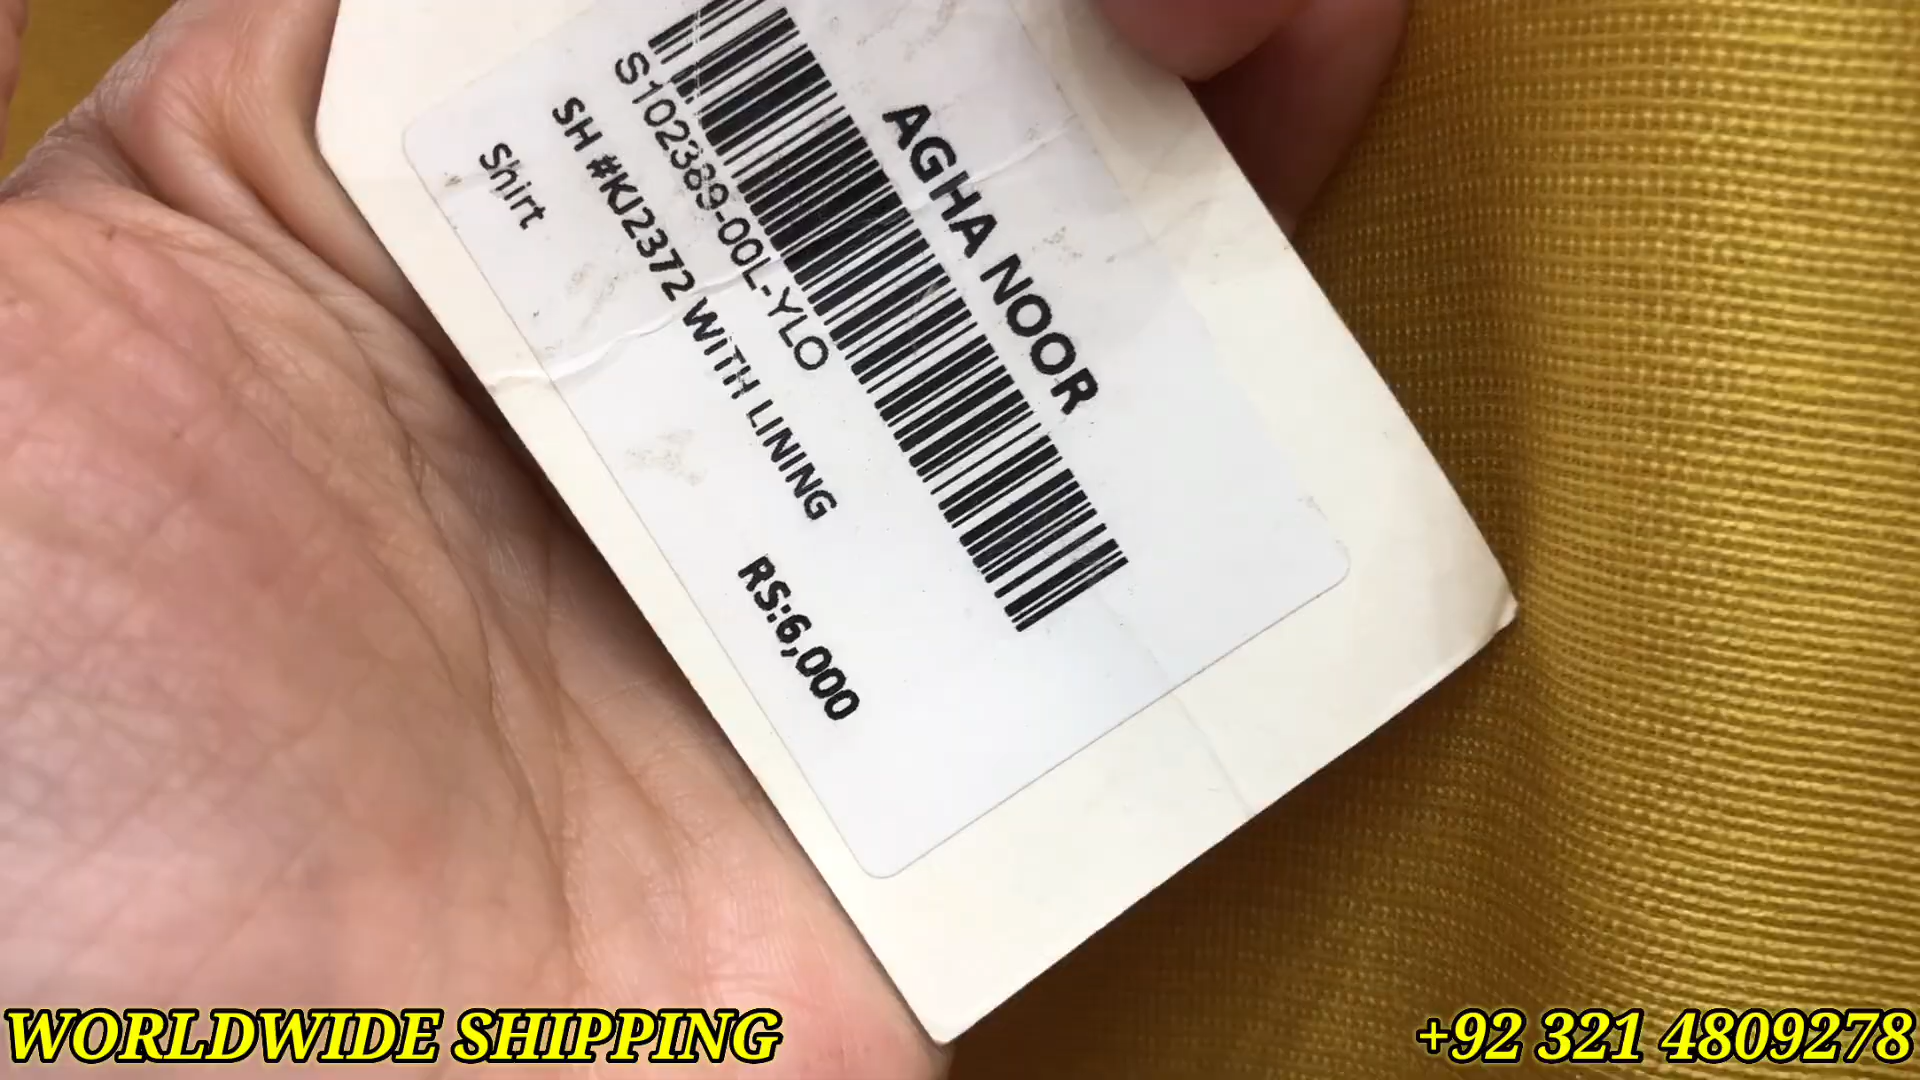 AGHA NOOR
S102389-00L-YLO
SH #KJ2372 WITH LINING
Shirt
RS:6,000
WORLDWIDE SHIPPING
+92 321 4809278